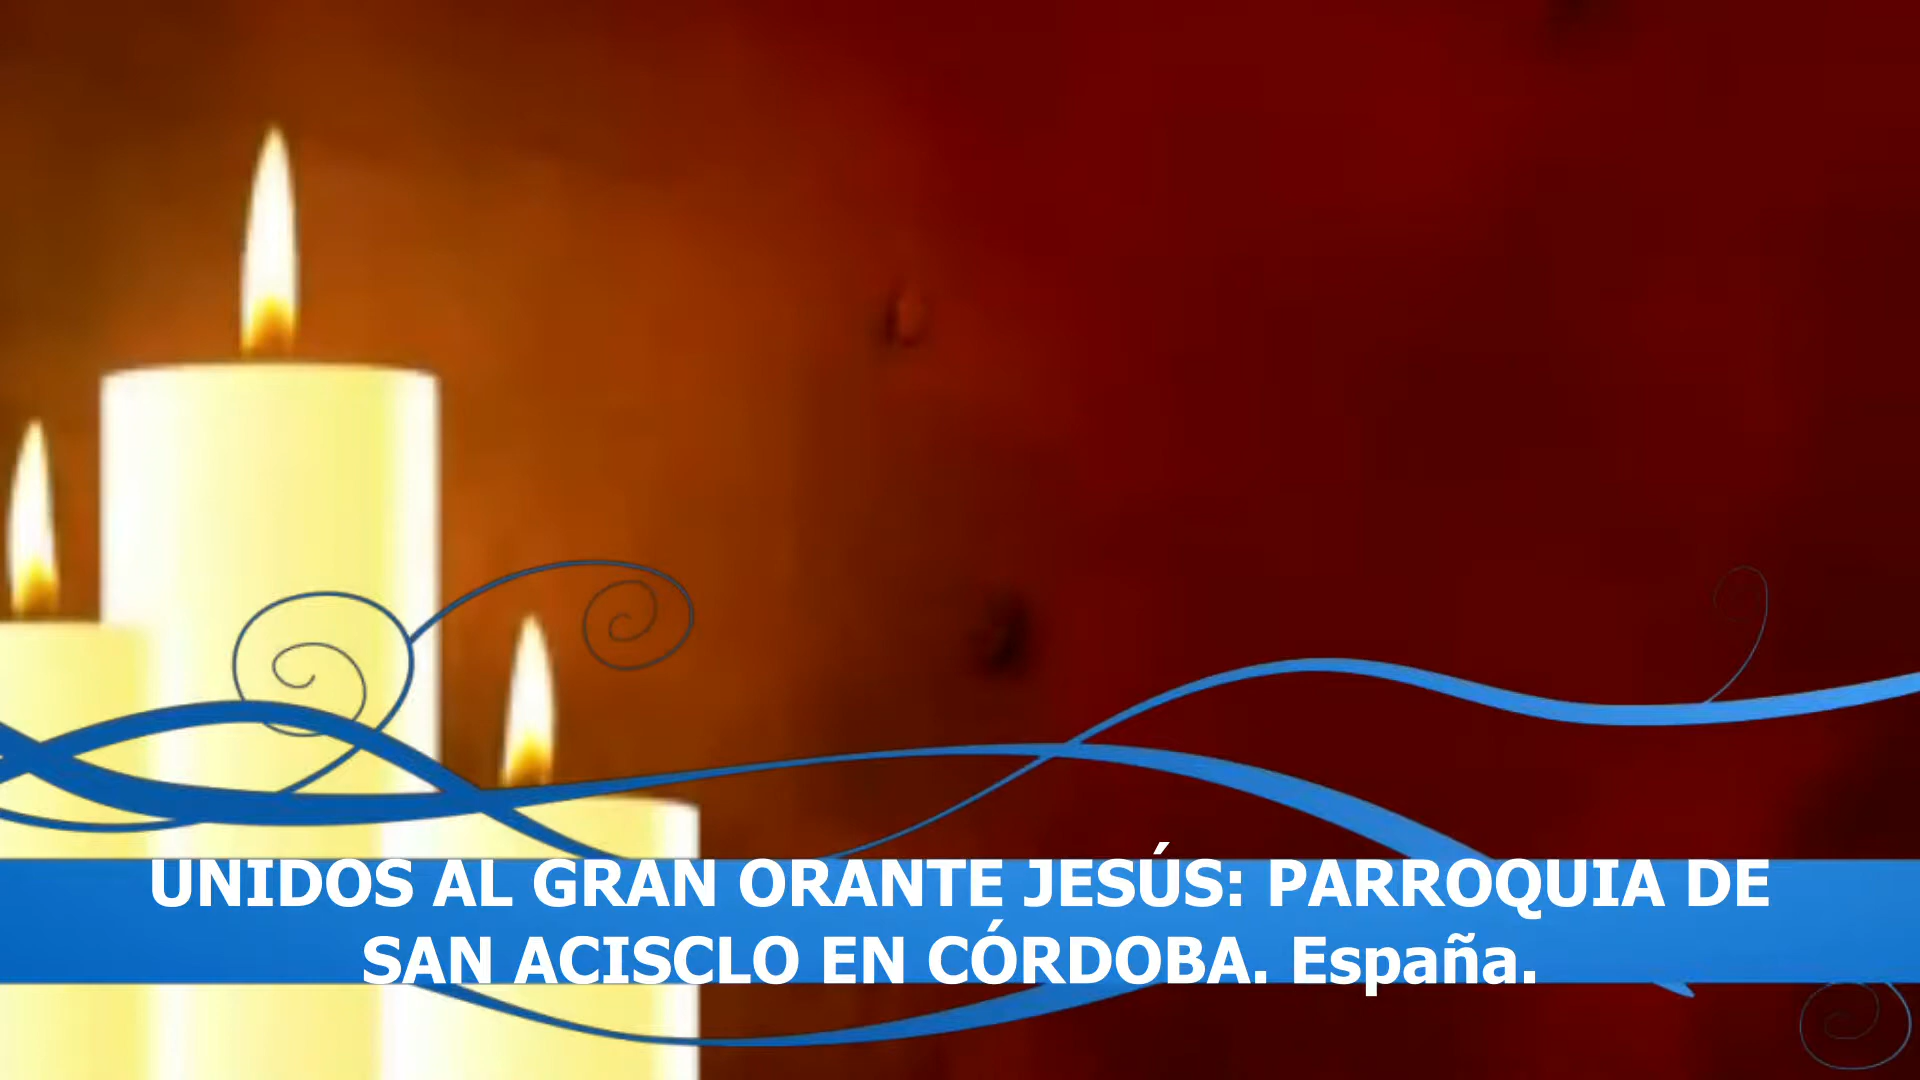 UNIDOS AL GRAN ORANTE JESÚS: PARROQUIA DE
SAN ACISCLO EN CÓRDOBA. España.